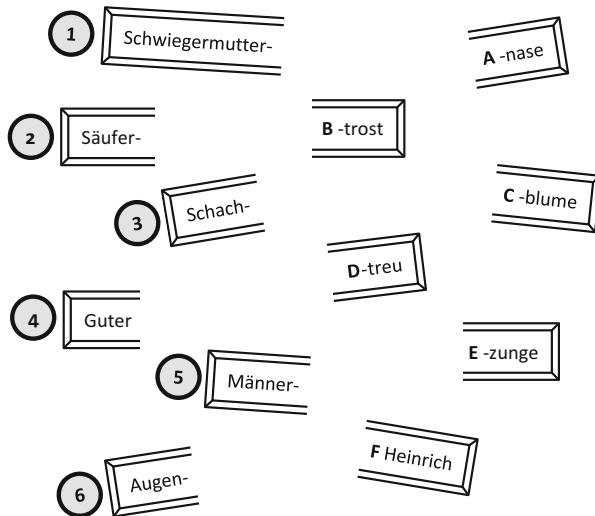 1 Schwiegermutter-
A -nase
2 Säufer-
B -trost
3 Schach-
C -blume
D-treu
4 Guter
E -zunge
5 Männer-
F Heinrich
6 Augen-